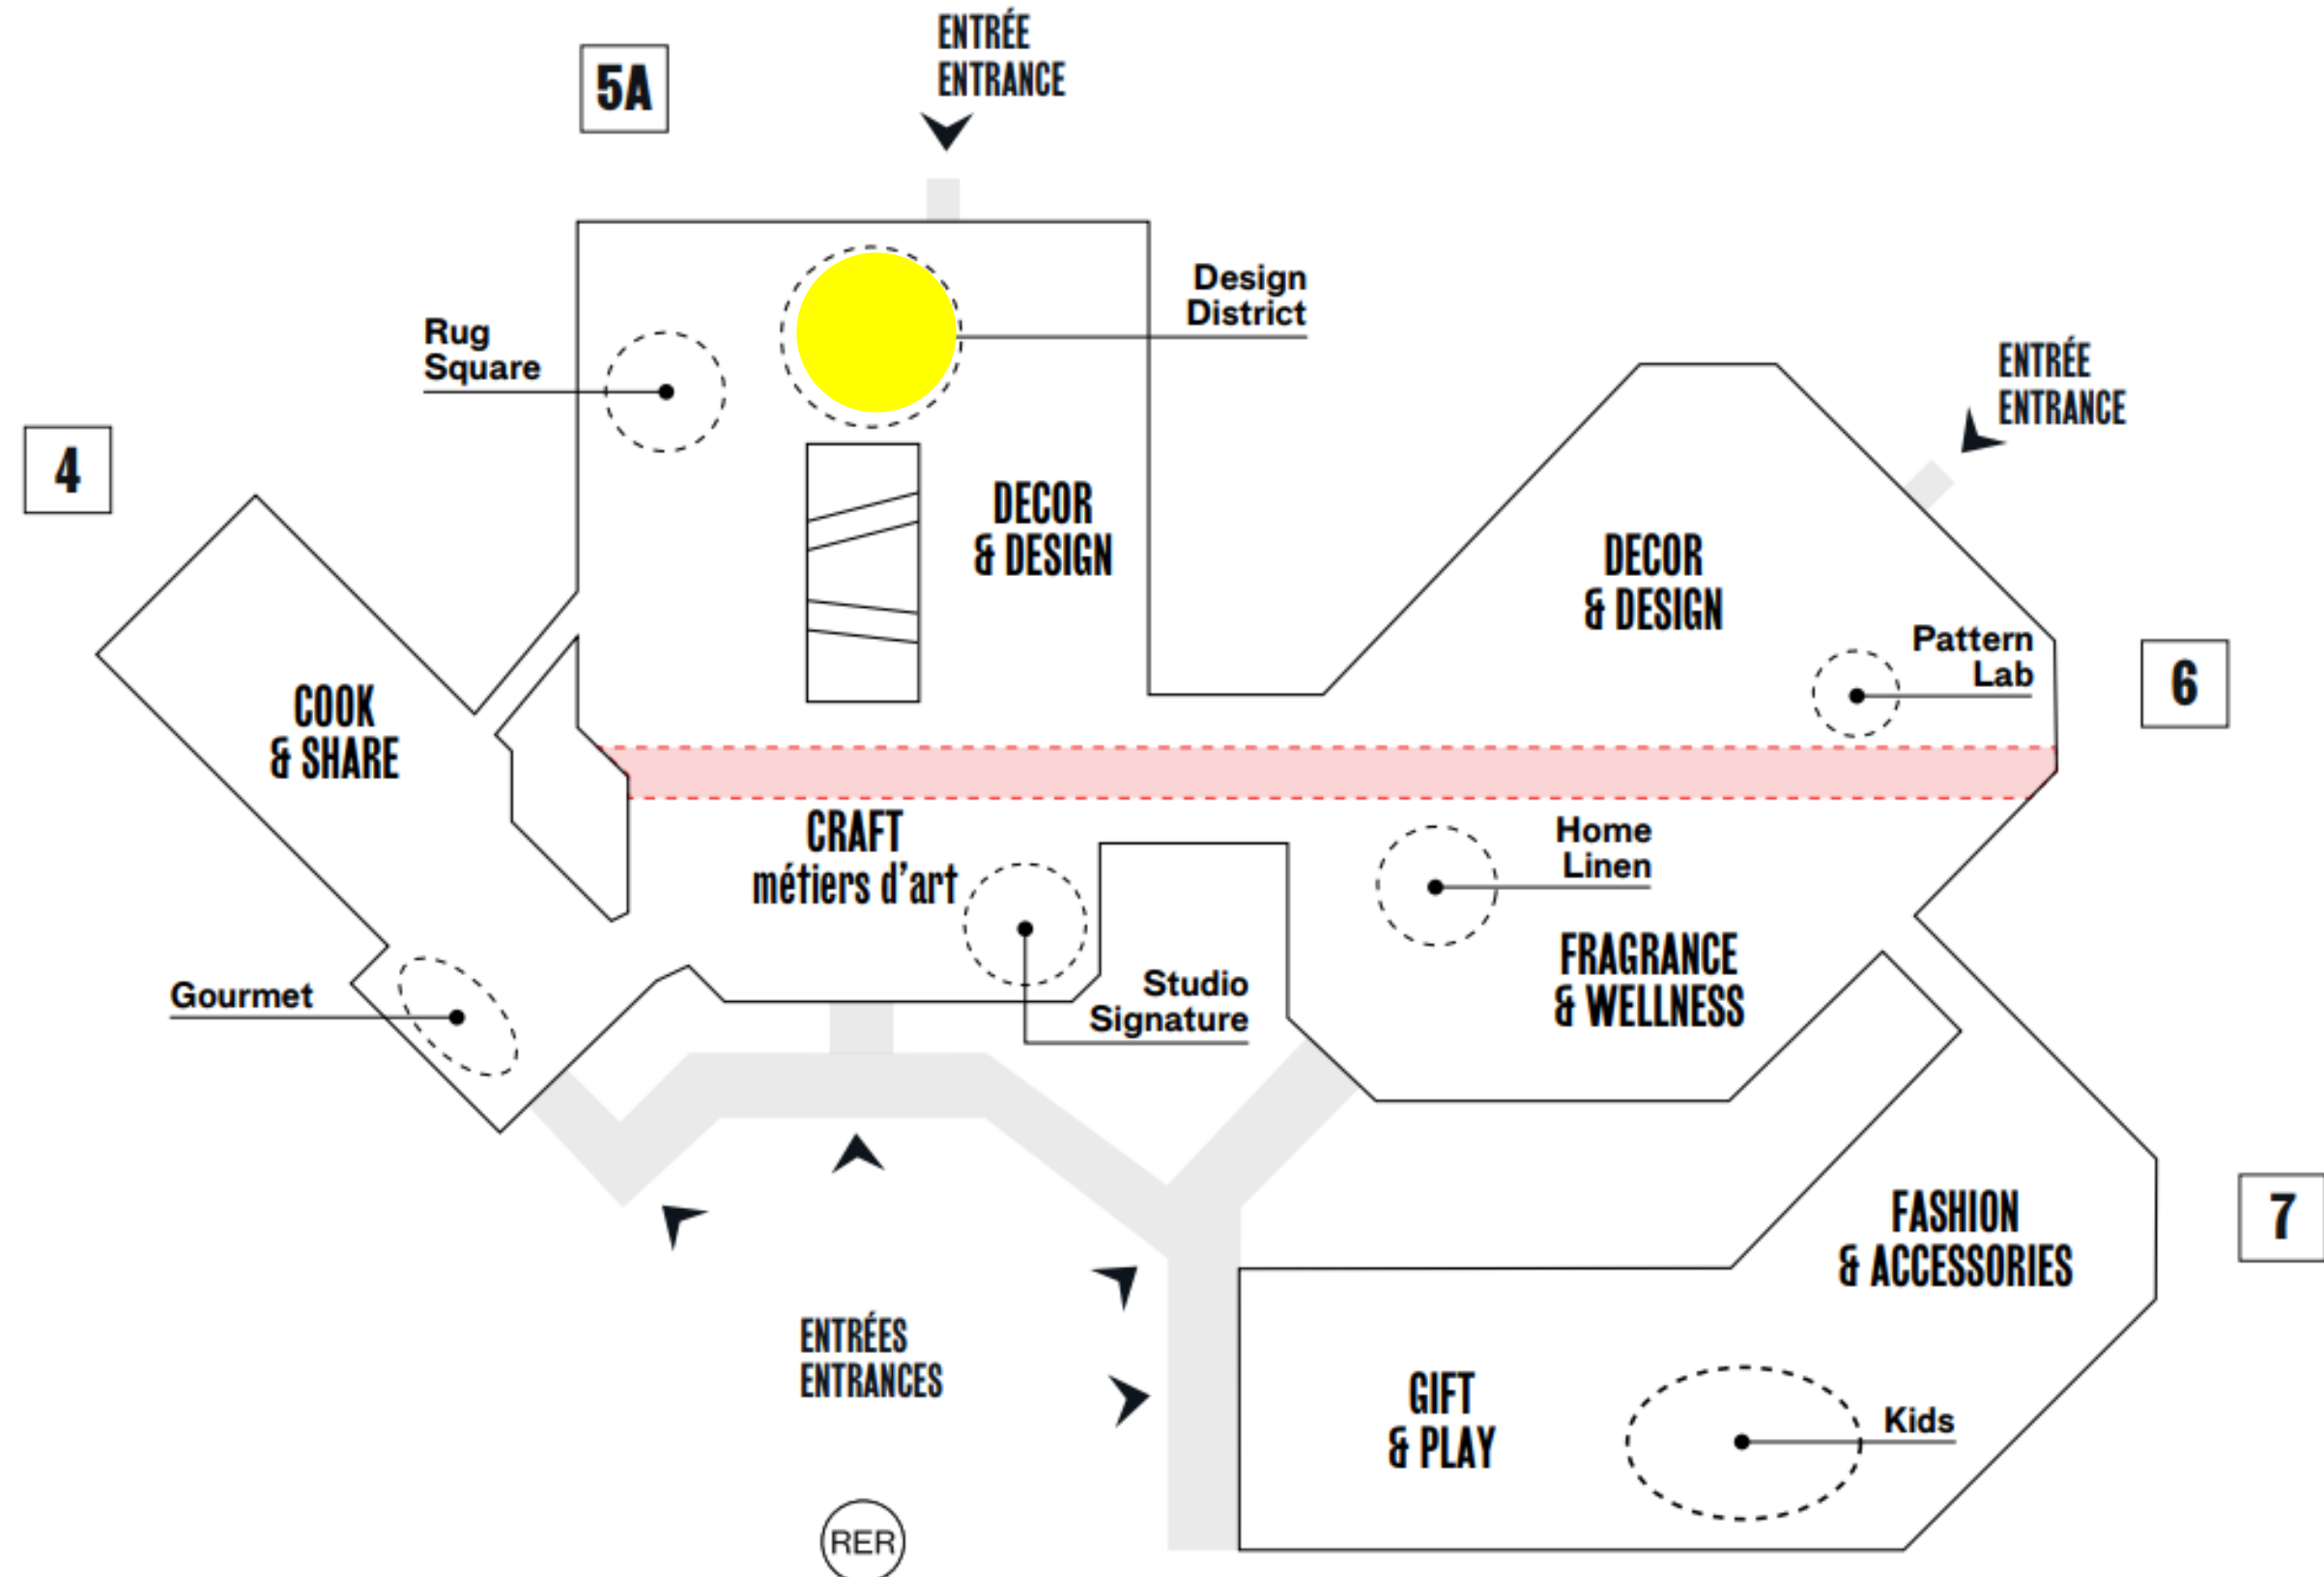 ENTRÉE
ENTRANCE
5A
Design
District
Rug
Square
ENTRÉE
ENTRANCE
4
DECOR
& DESIGN
DECOR
& DESIGN
Pattern
Lab
6
COOK
& SHARE
CRAFT
métiers d'art
Home
Linen
FRAGRANCE
& WELLNESS
Gourmet
Studio
Signature
7
FASHION
& ACCESSORIES
ENTRÉES
ENTRANCES
GIFT
& PLAY
Kids
RER